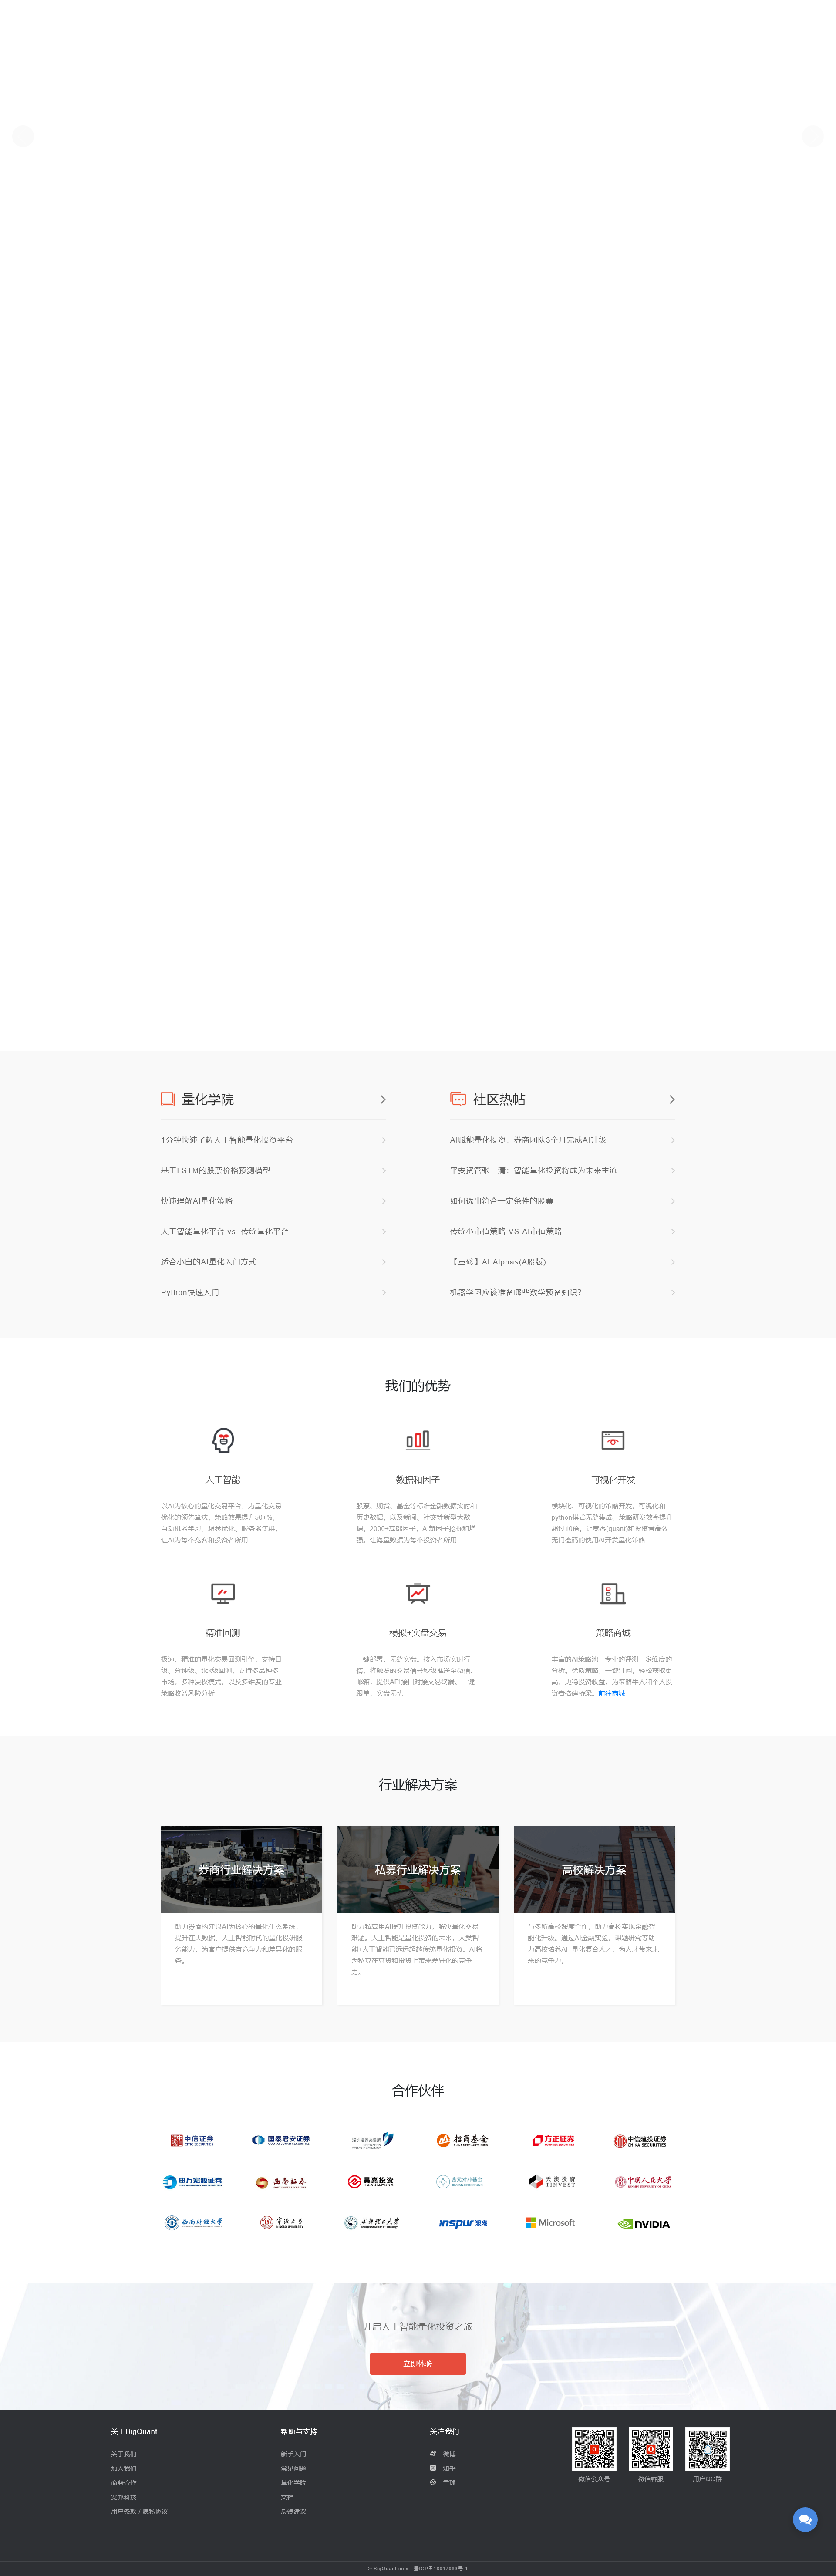 量化学院
社区热帖
1分钟快速了解人工智能量化投资平台
AI赋能量化投资，券商团队3个月完成AI升级
基于LSTM的股票价格预测模型
平安资管张一清：智能量化投资将成为未来主流...
快速理解AI量化策略
如何选出符合一定条件的股票
人工智能量化平台 vs. 传统量化平台
传统小市值策略 VS AI市值策略
适合小白的AI量化入门方式
【重磅】AI Alphas(A股版)
Python快速入门
机器学习应该准备哪些数学预备知识？
我们的优势
人工智能
以AI为核心的量化交易平台，为量化交易
优化的领先算法，策略效果提升50+%，
自动机器学习、超参优化、服务器集群，
让AI为每个宽客和投资者所用
数据和因子
股票、期货、基金等标准金融数据实时和
历史数据，以及新闻、社交等新型大数
据。2000+基础因子，AI新因子挖掘和增
强。让海量数据为每个投资者所用
可视化开发
模块化、可视化的策略开发，可视化和
python模式无缝集成，策略研发效率提升
超过10倍。让宽客(quant)和投资者高效
无门槛码的使用AI开发量化策略
精准回测
极速、精准的量化交易回测引擎，支持日
级、分钟级、tick级回测，支持多品种多
市场，多种复权模式，以及多维度的专业
策略收益风险分析
模拟+实盘交易
一键部署，无缝实盘。接入市场实时行
情，将触发的交易信号秒级推送至微信、
邮箱，提供API接口对接交易终端。一键
跟单，实盘无忧
策略商城
丰富的AI策略池，专业的评测，多维度的
分析。优质策略，一键订阅，轻松获取更
高、更稳投资收益。为策略牛人和个人投
资者搭建桥梁。前往商城
行业解决方案
券商行业解决方案
助力券商构建以AI为核心的量化生态系统，
提升在大数据，人工智能时代的量化投研服
务能力，为客户提供有竞争力和差异化的服
务。
私募行业解决方案
助力私募用AI提升投资能力，解决量化交易
难题。人工智能是量化投资的未来，人类智
能+人工智能已远远超越传统量化投资。AI将
为私募在募资和投资上带来差异化的竞争
力。
高校解决方案
与多所高校深度合作，助力高校实现金融智
能化升级。通过AI金融实验，课题研究等助
力高校培养AI+量化复合人才，为人才带来未
来的竞争力。
合作伙伴
中信证券
CITIC SECURITIES
国泰君安证券
GUOTAI JUNAN SECURITIES
深圳证券交易所
招商基金
方正证券
FOUNDER SECURITIES
中信建投证券
CHINA SECURITIES
申万宏源证券
西南证券
昊嘉投资
HAOJIATOUZI
天演投资
TINVEST
中国人民大学
RENMIN UNIVERSITY OF CHINA
西南财经大学
宁波大学
NINGBO UNIVERSITY
武汉理工大学
inspur 浪潮
Microsoft
NVIDIA
开启人工智能量化投资之旅
立即体验
关于BigQuant
关于我们
加入我们
商务合作
宽邦科技
用户条款 / 隐私协议
帮助与支持
新手入门
常见问题
量化学院
文档
反馈建议
关注我们
微博
知乎
雪球
微信公众号
微信客服
用户QQ群